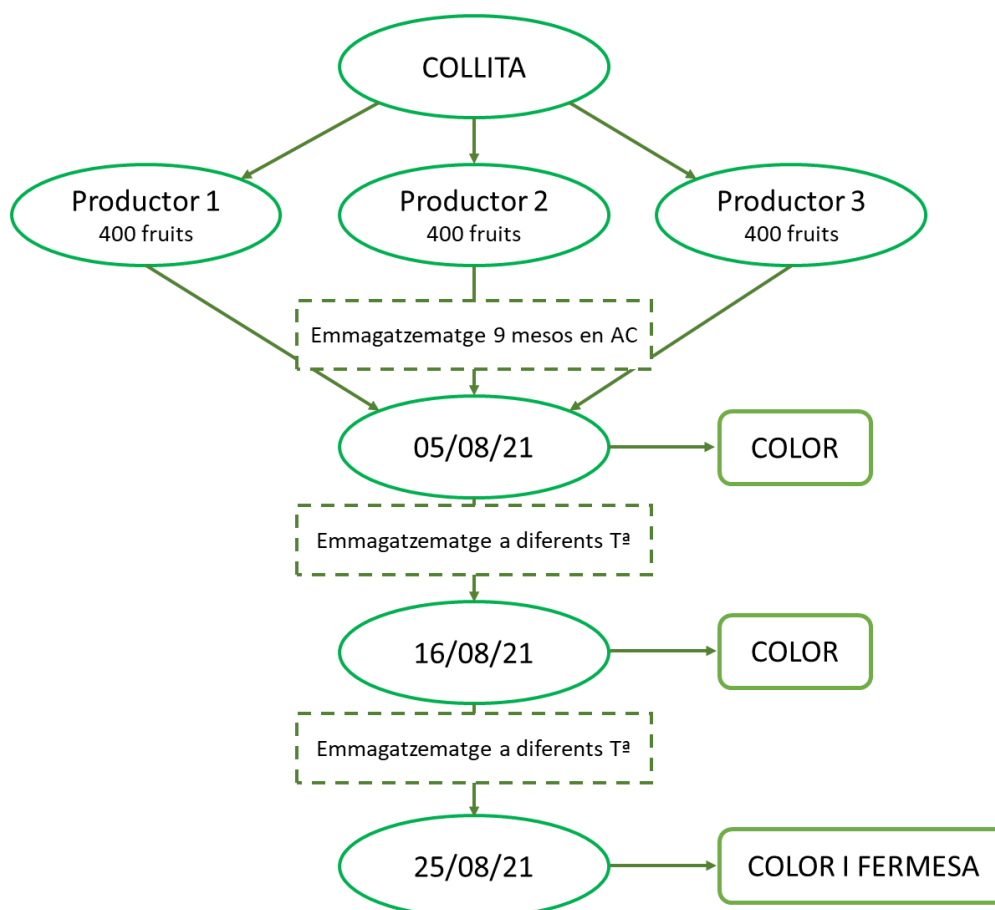 COLLITA
Productor 1
400 fruits
Productor 2
400 fruits
Productor 3
400 fruits
Emmagatzematge 9 mesos en AC
05/08/21
COLOR
Emmagatzematge a diferents Tª
16/08/21
COLOR
Emmagatzematge a diferents Tª
25/08/21
COLOR I FERMESA